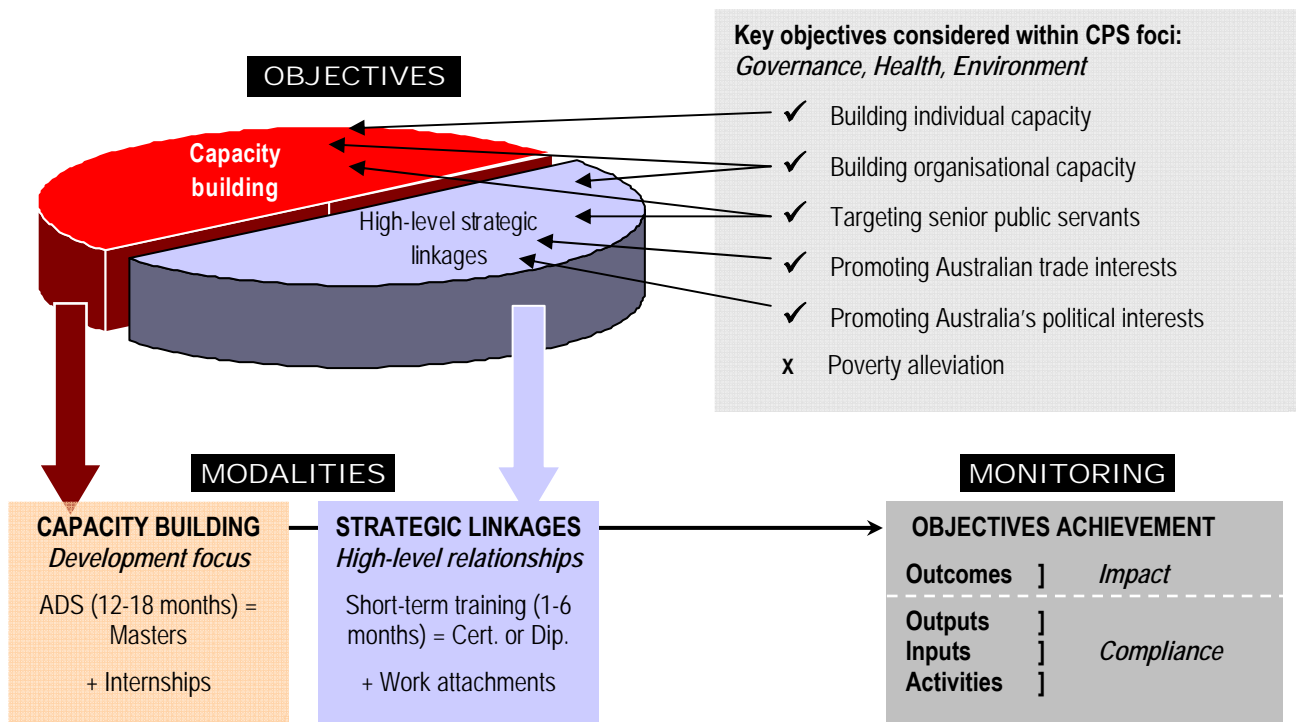 OBJECTIVES
Capacity
building
High-level strategic
linkages
Key objectives considered within CPS foci:
Governance, Health, Environment
✓ Building individual capacity
✓ Building organisational capacity
✓ Targeting senior public servants
✓ Promoting Australian trade interests
✓ Promoting Australia's political interests
x Poverty alleviation
MODALITIES
CAPACITY BUILDING
Development focus
ADS (12-18 months) =
Masters
+ Internships
STRATEGIC LINKAGES
High-level relationships
Short-term training (1-6
months) = Cert. or Dip.
+ Work attachments
MONITORING
OBJECTIVES ACHIEVEMENT
Outcomes ] Impact
Outputs ]
Inputs ] Compliance
Activities ]